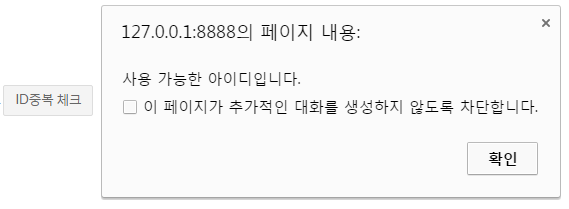 127.0.0.1:8888의 페이지 내용:
사용 가능한 아이디입니다.
ID중복 체크
이 페이지가 추가적인 대화를 생성하지 않도록 차단합니다.
확인